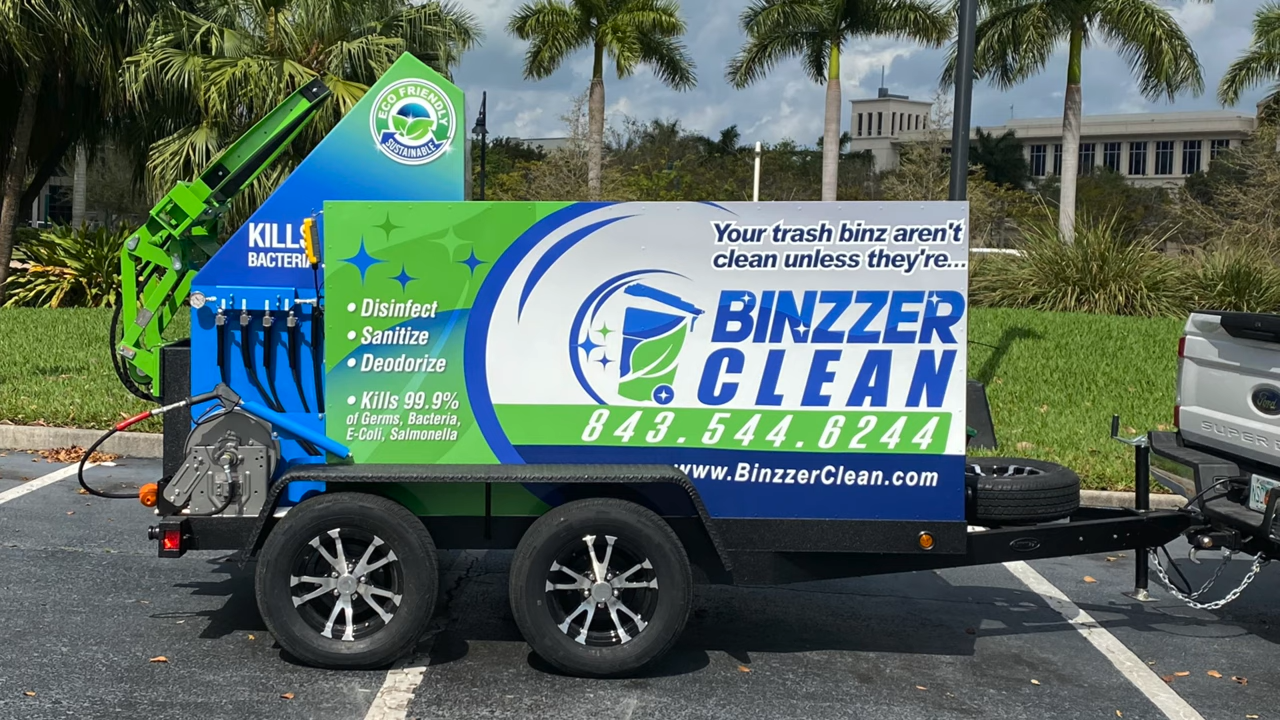 ECO FRIENDLY
SUSTAINABLE
KILLS
BACTERIA
Your trash binz aren't
clean unless they're...
• Disinfect
• Sanitize
• Deodorize
• Kills 99.9%
of Germs, Bacteria,
E-Coli, Salmonella
BINZZER
CLEAN
843.544.6244
www.BinzzerClean.com
Ford
SUPER